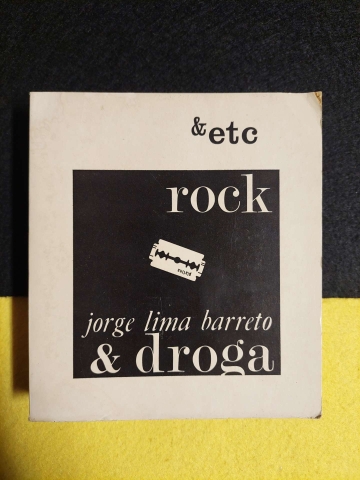 & etc
rock
jorge lima barreto
& droga